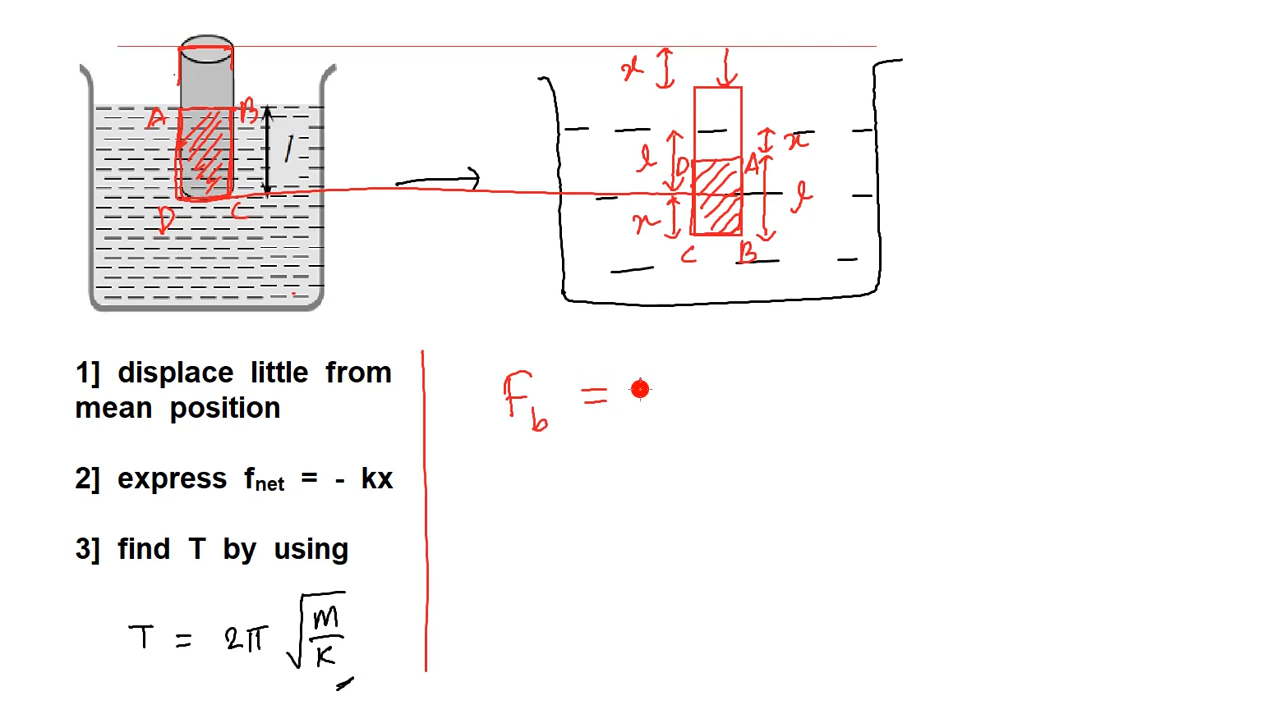 A
B
l
D
C
x
l
D
A
x
l
x
C
B
1] displace little from
mean position
2] express fnet = - kx
3] find T by using
T = 2π √m/K
Fb =